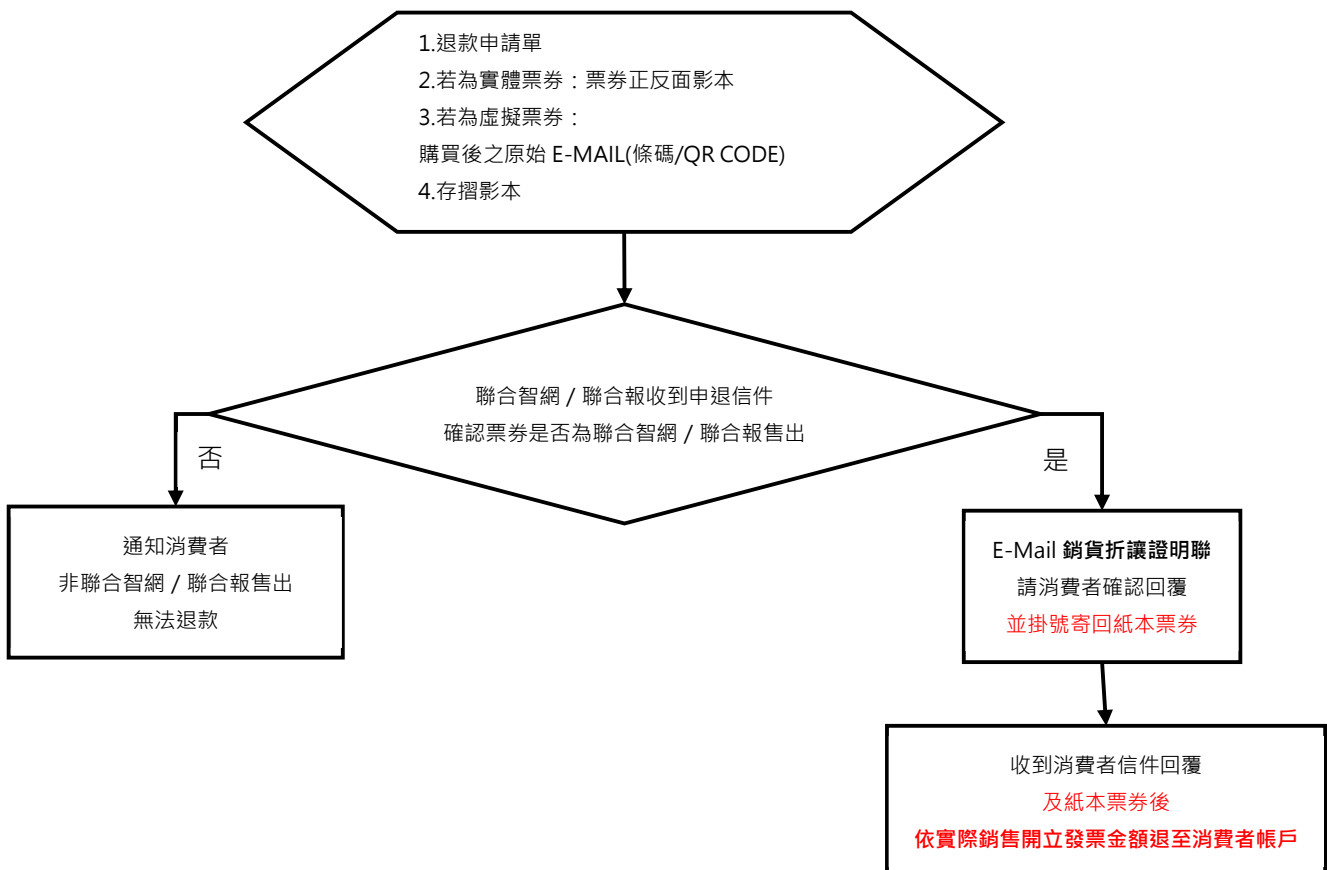 1.退款申請單
2.若為實體票券：票券正反面影本
3.若為虛擬票券：
購買後之原始 E-MAIL(條碼/QR CODE)
4.存摺影本
聯合智網 / 聯合報收到申退信件
確認票券是否為聯合智網 / 聯合報售出
否
是
通知消費者
非聯合智網 / 聯合報售出
無法退款
E-Mail 銷貨折讓證明聯
請消費者確認回覆
並掛號寄回紙本票券
收到消費者信件回覆
及紙本票券後
依實際銷售開立發票金額退至消費者帳戶